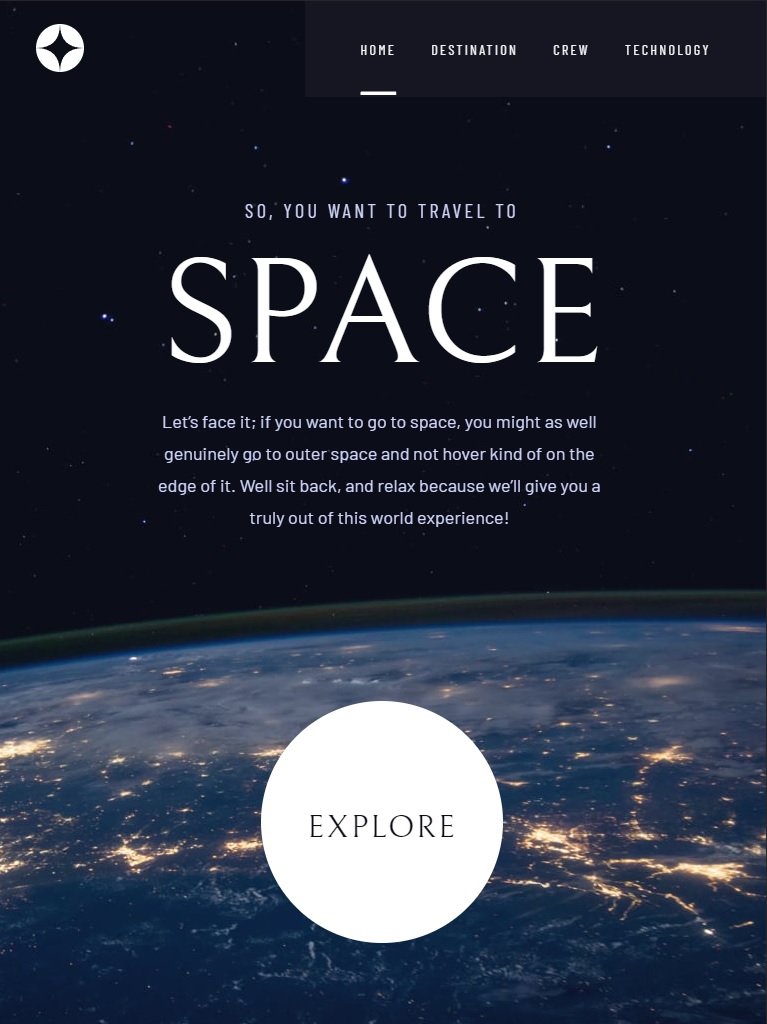 HOME DESTINATION CREW TECHNOLOGY
SO, YOU WANT TO TRAVEL TO
SPACE
Let’s face it; if you want to go to space, you might as well
genuinely go to outer space and not hover kind of on the
edge of it. Well sit back, and relax because we’ll give you a
truly out of this world experience!
EXPLORE